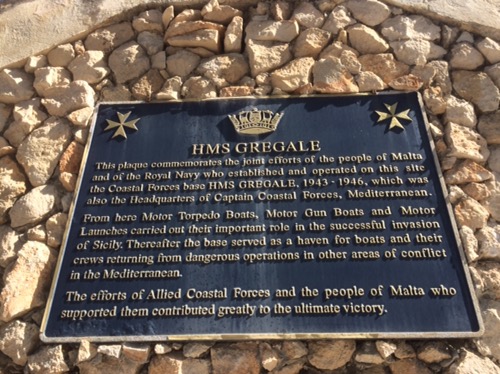 HMS GREGALE
This plaque commemorates the joint efforts of the people of Malta
and of the Royal Navy who established and operated on this site
the Coastal Forces base HMS GREGALE, 1943 - 1946, which was
also the Headquarters of Captain Coastal Forces, Mediterranean.
From here Motor Torpedo Boats, Motor Gun Boats and Motor
Launches carried out their important role in the successful invasion
of Sicily. Thereafter the base served as a haven for boats and their
crews returning from dangerous operations in other areas of conflict
in the Mediterranean.
The efforts of Allied Coastal Forces and the people of Malta who
supported them contributed greatly to the ultimate victory.